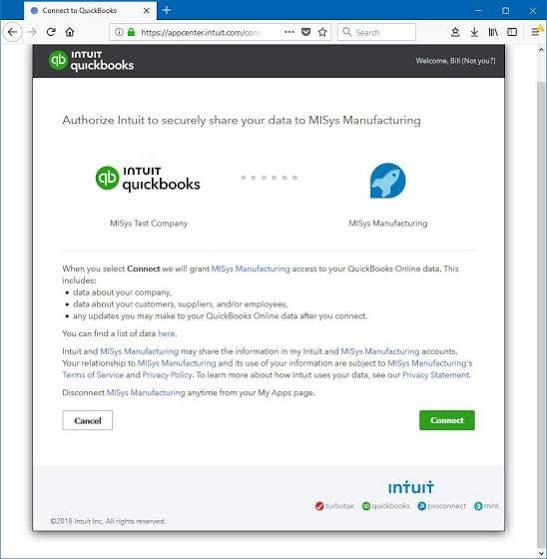 Connect to QuickBooks
https://appcenter.intuit.com/con
Search
INTUIT
quickbooks
Welcome, Bill (Not you?)
Authorize Intuit to securely share your data to MISys Manufacturing
INTUIT
quickbooks
MISys Test Company
MISys Manufacturing
When you select Connect we will grant MISys Manufacturing access to your QuickBooks Online data. This
includes:
• data about your company,
• data about your customers, suppliers, and/or employees,
• any updates you may make to your QuickBooks Online data after you connect.
You can find a list of data here.
Intuit and MISys Manufacturing may share the information in my Intuit and MISys Manufacturing accounts.
Your relationship to MISys Manufacturing and its use of your information are subject to MISys Manufacturing's
Terms of Service and Privacy Policy. To learn more about how Intuit uses your data, see our Privacy Statement.
Disconnect MISys Manufacturing anytime from your My Apps page.
Cancel
Connect
INTUIT
turbotax quickbooks proconnect mint
©2018 Intuit Inc. All rights reserved.